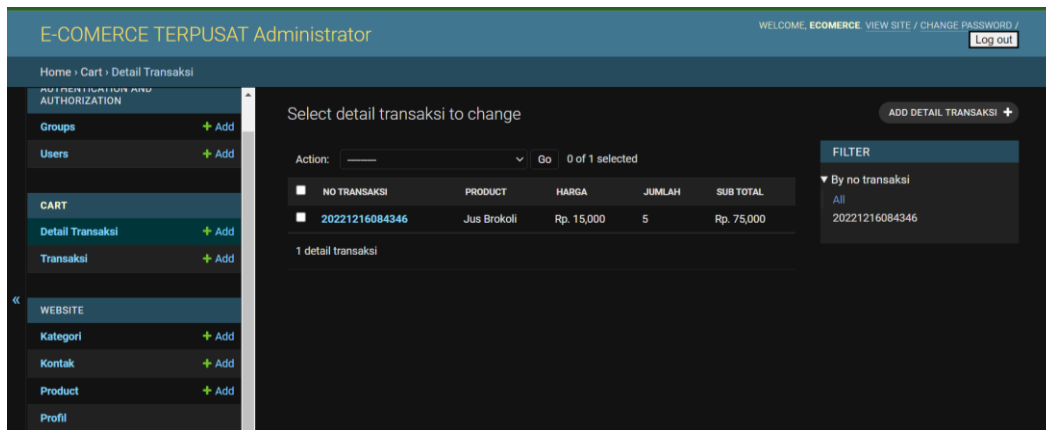 E-COMERCE TERPUSAT Administrator
WELCOME, ECOMERCE. VIEW SITE / CHANGE PASSWORD /
Log out
Home › Cart › Detail Transaksi
AUTHENTICATION AND
AUTHORIZATION
Groups + Add
Users + Add
CART
Detail Transaksi + Add
Transaksi + Add
WEBSITE
Kategori + Add
Kontak + Add
Product + Add
Profil
«
Select detail transaksi to change
ADD DETAIL TRANSAKSI +
Action: --------- Go 0 of 1 selected
NO TRANSAKSI PRODUCT HARGA JUMLAH SUB TOTAL
20221216084346 Jus Brokoli Rp. 15,000 5 Rp. 75,000
1 detail transaksi
FILTER
▼ By no transaksi
All
20221216084346